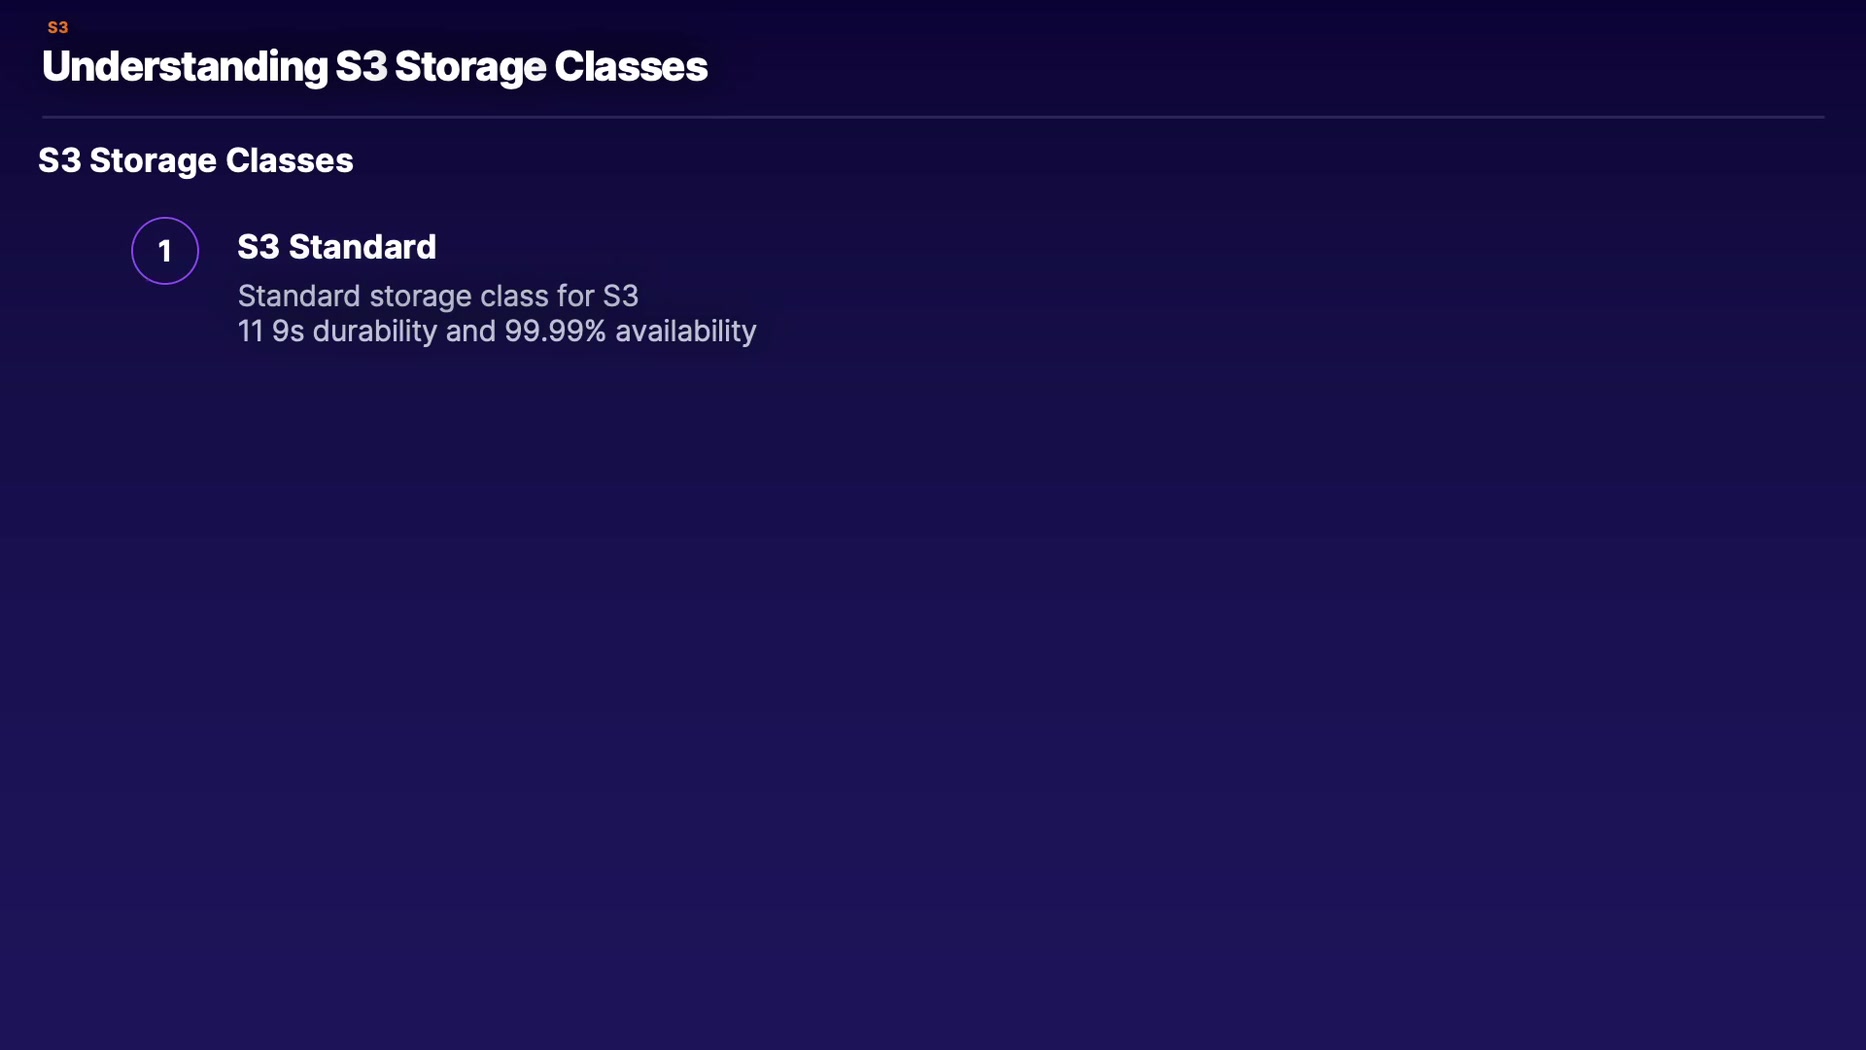 S3
Understanding S3 Storage Classes
S3 Storage Classes
1
S3 Standard
Standard storage class for S3
11 9s durability and 99.99% availability